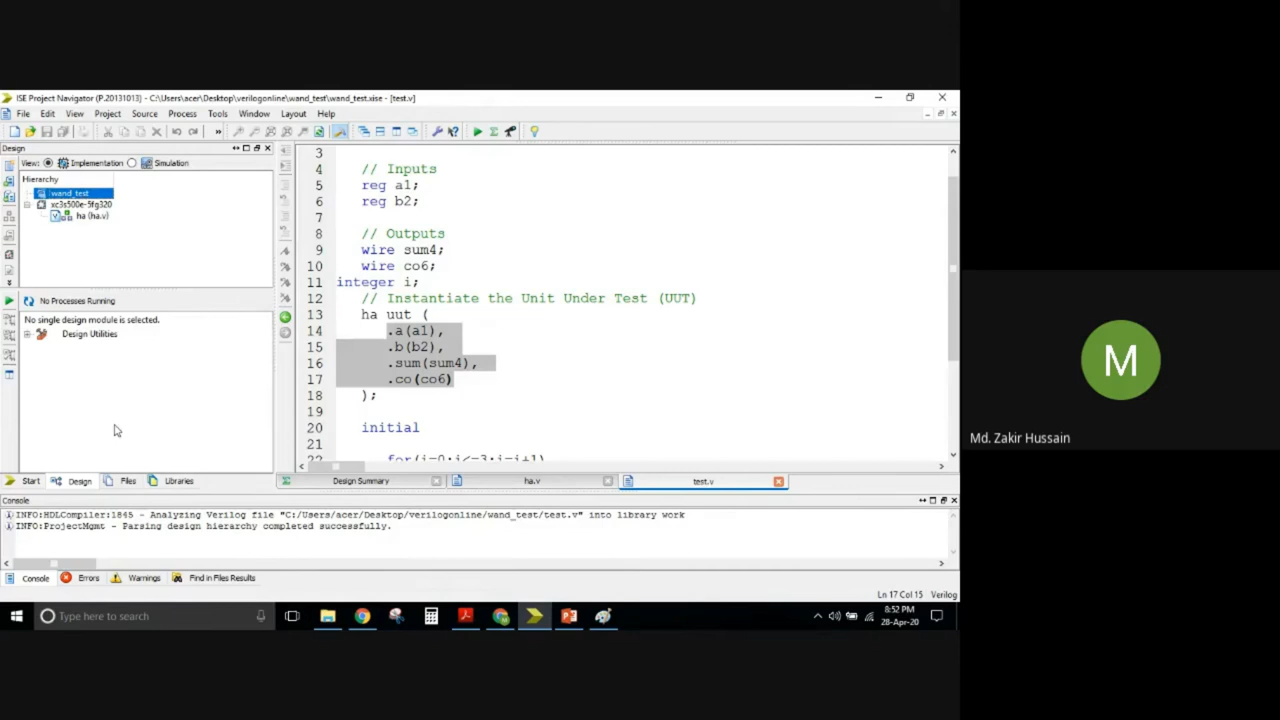 ISE Project Navigator (P.20131013) - C:\Users\acer\Desktop\verilogonline\wand_test\wand_test.xise - [test.v]
File Edit View Project Source Process Tools Window Layout Help
Design
View: Implementation Simulation
Hierarchy
wand_test
xc3s500e-5fg320
ha (ha.v)
No Processes Running
No single design module is selected.
Design Utilities
Start Design Files Libraries
3
4 // Inputs
5 reg a1;
6 reg b2;
7
8 // Outputs
9 wire sum4;
10 wire co6;
11 integer i;
12 // Instantiate the Unit Under Test (UUT)
13 ha uut (
14 .a(a1),
15 .b(b2),
16 .sum(sum4),
17 .co(co6)
18 );
19
20 initial
21
22 for(i=0;i<=3;i=i+1)
Design Summary ha.v test.v
Console
INFO:HDLCompiler:1845 - Analyzing Verilog file "C:/Users/acer/Desktop/verilogonline/wand_test/test.v" into library work
INFO:ProjectMgmt - Parsing design hierarchy completed successfully.
Console Errors Warnings Find in Files Results
Ln 17 Col 15 Verilog
Type here to search
8:52 PM
28-Apr-20
M
Md. Zakir Hussain